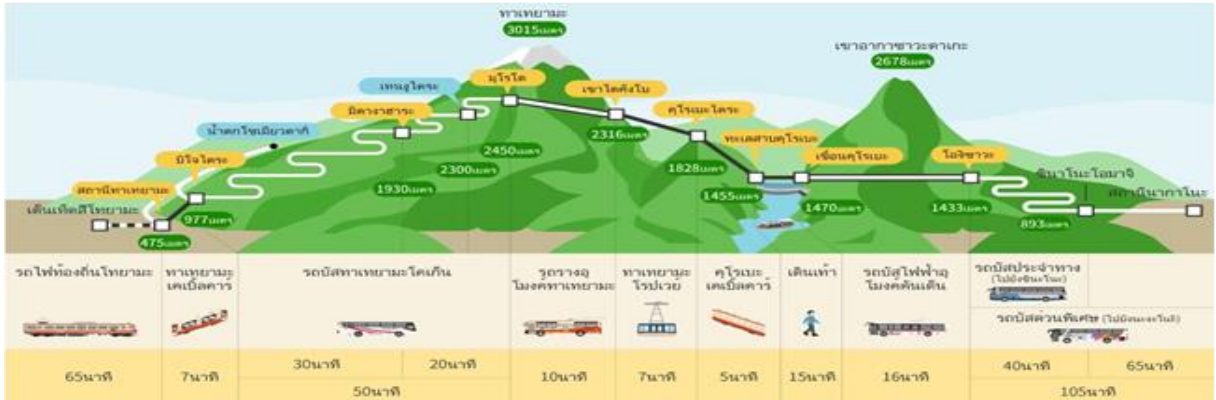 ทาเทยามะ
3015เมตร
เขาอากาซาวะดาเกะ
2678เมตร
เทนงูไดระ
มุโรโด
เขาไดคังโบ
คุโรเบะไดระ
มิดางาฮาระ
น้ำตกโชเมียวดากิ
2316เมตร
ทะเลสาบคุโรเบะ
เขื่อนคุโรเบะ
โอกิซาวะ
บิโจไดระ
2450เมตร
2300เมตร
1828เมตร
ชินาโนะโอมาจิ
สถานีทาเทยามะ
1930เมตร
1455เมตร
1470เมตร
1433เมตร
สถานีนากาโนะ
เด็นเท็ตสึโทยามะ
977เมตร
893เมตร
475เมตร
รถไฟท้องถิ่นโทยามะ
ทาเทยามะ
เคเบิ้ลคาร์
รถบัสทาเทยามะโคเก็น
รถรางอุ
โมงค์ทาเทยามะ
ทาเทยามะ
โรปเวย์
คุโรเบะ
เคเบิ้ลคาร์
เดินเท้า
รถบัสไฟฟ้าอุ
โมงค์คันเด็น
รถบัสประจำทาง
รถบัสด่วนพิเศษ
65นาที
7นาที
30นาที
20นาที
50นาที
10นาที
7นาที
5นาที
15นาที
16นาที
40นาที
65นาที
105นาที